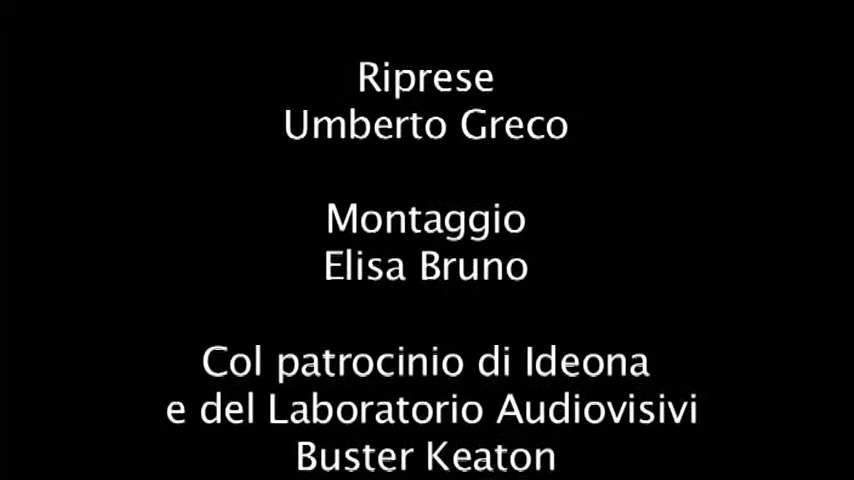 Riprese
Umberto Greco
Montaggio
Elisa Bruno
Col patrocinio di Ideona
e del Laboratorio Audiovisivi
Buster Keaton